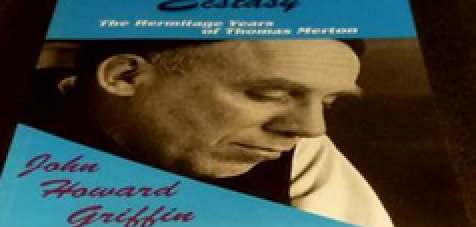 Ecstasy
The Hermitage Years
of Thomas Merton
John
Howard
Griffin